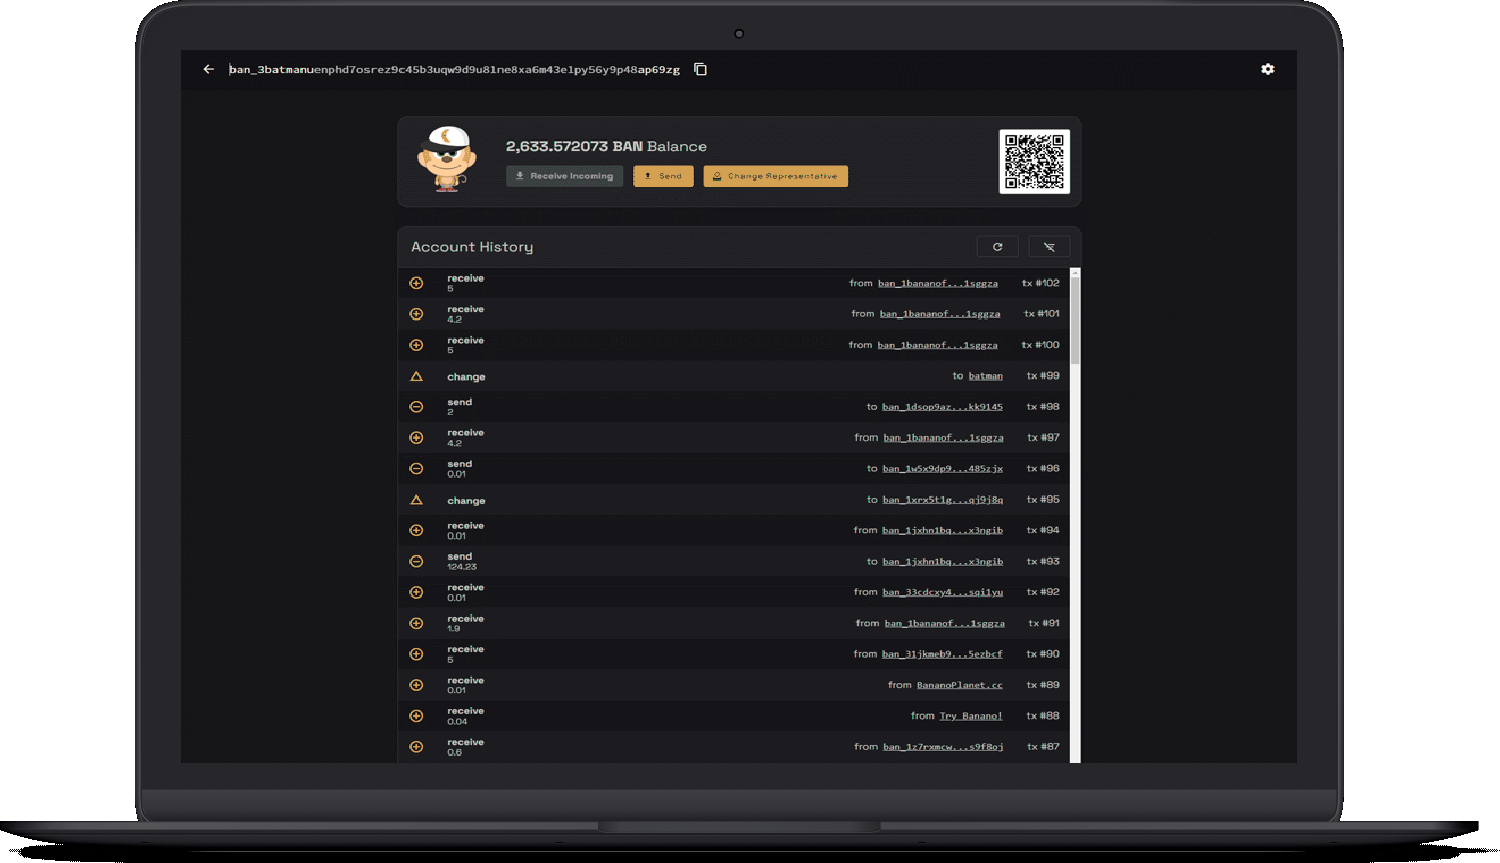 ban_3batmanuenphd7osrez9c45b3uqw9d9u81ne8xa6m43e1py56y9p48ap69zg
2,633.572073 BAN Balance
Receive Incoming Send Change Representative
Account History
receive from ban_1bananof...1sggza tx #102
5
receive from ban_1bananof...1sggza tx #101
4.2
receive from ban_1bananof...1sggza tx #100
5
change to batman tx #99
send to ban_1dsop9az...kk9145 tx #98
2
receive from ban_1bananof...1sggza tx #97
4.2
send to ban_1w5x9dp9...485zjx tx #96
0.01
change to ban_1xrx5t1g...qj9j8q tx #95
receive from ban_1jxhn1bq...x3ngib tx #94
0.01
send to ban_1jxhn1bq...x3ngib tx #93
124.23
receive from ban_33cdcxy4...sqi1yu tx #92
0.01
receive from ban_1bananof...1sggza tx #91
1.9
receive from ban_31jkmeb9...5ezbcf tx #90
5
receive from BananoPlanet.cc tx #89
0.01
receive from Try Banano! tx #88
0.04
receive from ban_1z7rxmcw...s9f8oj tx #87
0.6